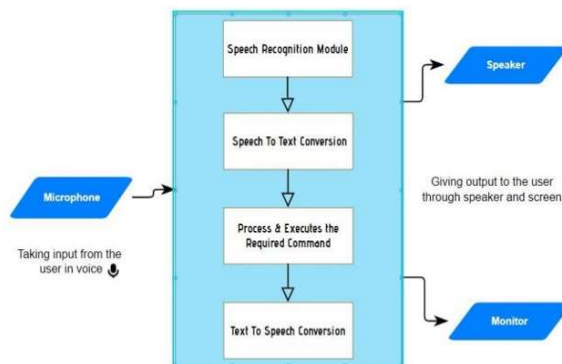 Microphone
Taking input from the
user in voice
Speech Recognition Module
Speech To Text Conversion
Process & Executes the
Required Command
Text To Speech Conversion
Speaker
Giving output to the user
through speaker and screen
Monitor